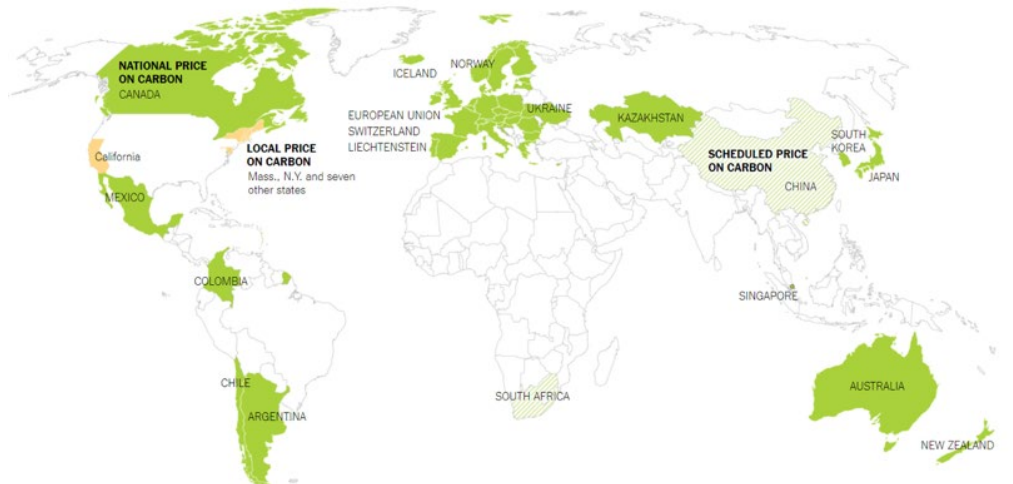 NATIONAL PRICE
ON CARBON
CANADA
ICELAND
NORWAY
EUROPEAN UNION
SWITZERLAND
LIECHTENSTEIN
UKRAINE
KAZAKHSTAN
SOUTH
KOREA
JAPAN
SCHEDULED PRICE
ON CARBON
CHINA
California
LOCAL PRICE
ON CARBON
Mass., N.Y. and seven
other states
MEXICO
COLOMBIA
SINGAPORE
CHILE
ARGENTINA
SOUTH AFRICA
AUSTRALIA
NEW ZEALAND